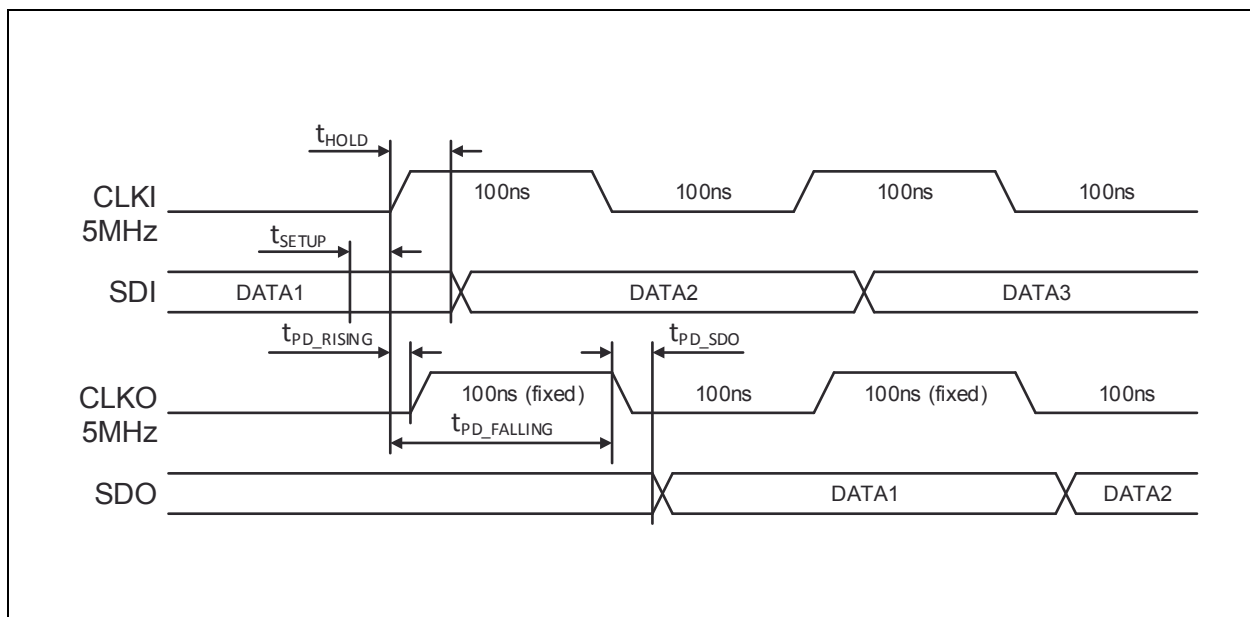 tHOLD
CLKI 100ns 100ns 100ns 100ns
5MHz
tSETUP
SDI DATA1 DATA2 DATA3
tPD_RISING tPD_SDO
CLKO 100ns (fixed) 100ns 100ns (fixed) 100ns
5MHz tPD_FALLING
SDO DATA1 DATA2